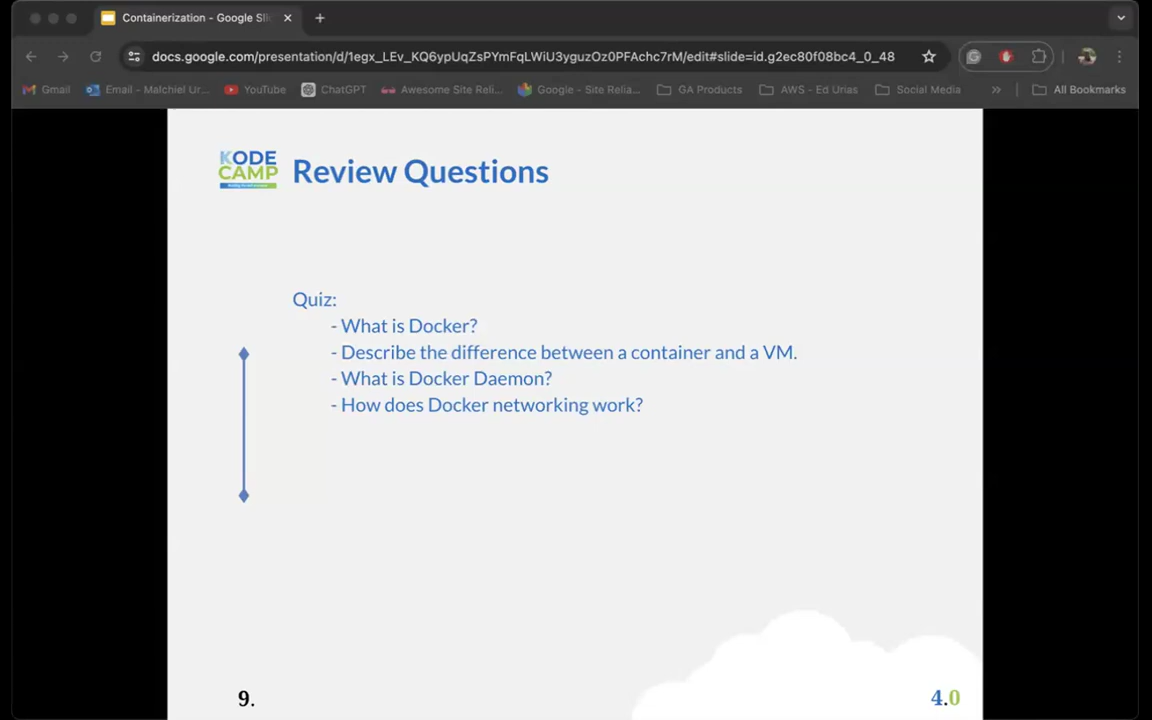 Containerization - Google Sli
docs.google.com/presentation/d/1egx_LEv_KQ6ypUqZsPYmFqLWiU3yguzOz0PFAchc7rM/edit#slide=id.g2ec80f08bc4_0_48
Gmail Email - Malchiel Ur... YouTube ChatGPT Awesome Site Reli... Google - Site Relia... GA Products AWS - Ed Urias Social Media » All Bookmarks
KODE
CAMP
Review Questions
Quiz:
- What is Docker?
- Describe the difference between a container and a VM.
- What is Docker Daemon?
- How does Docker networking work?
9.
4.0